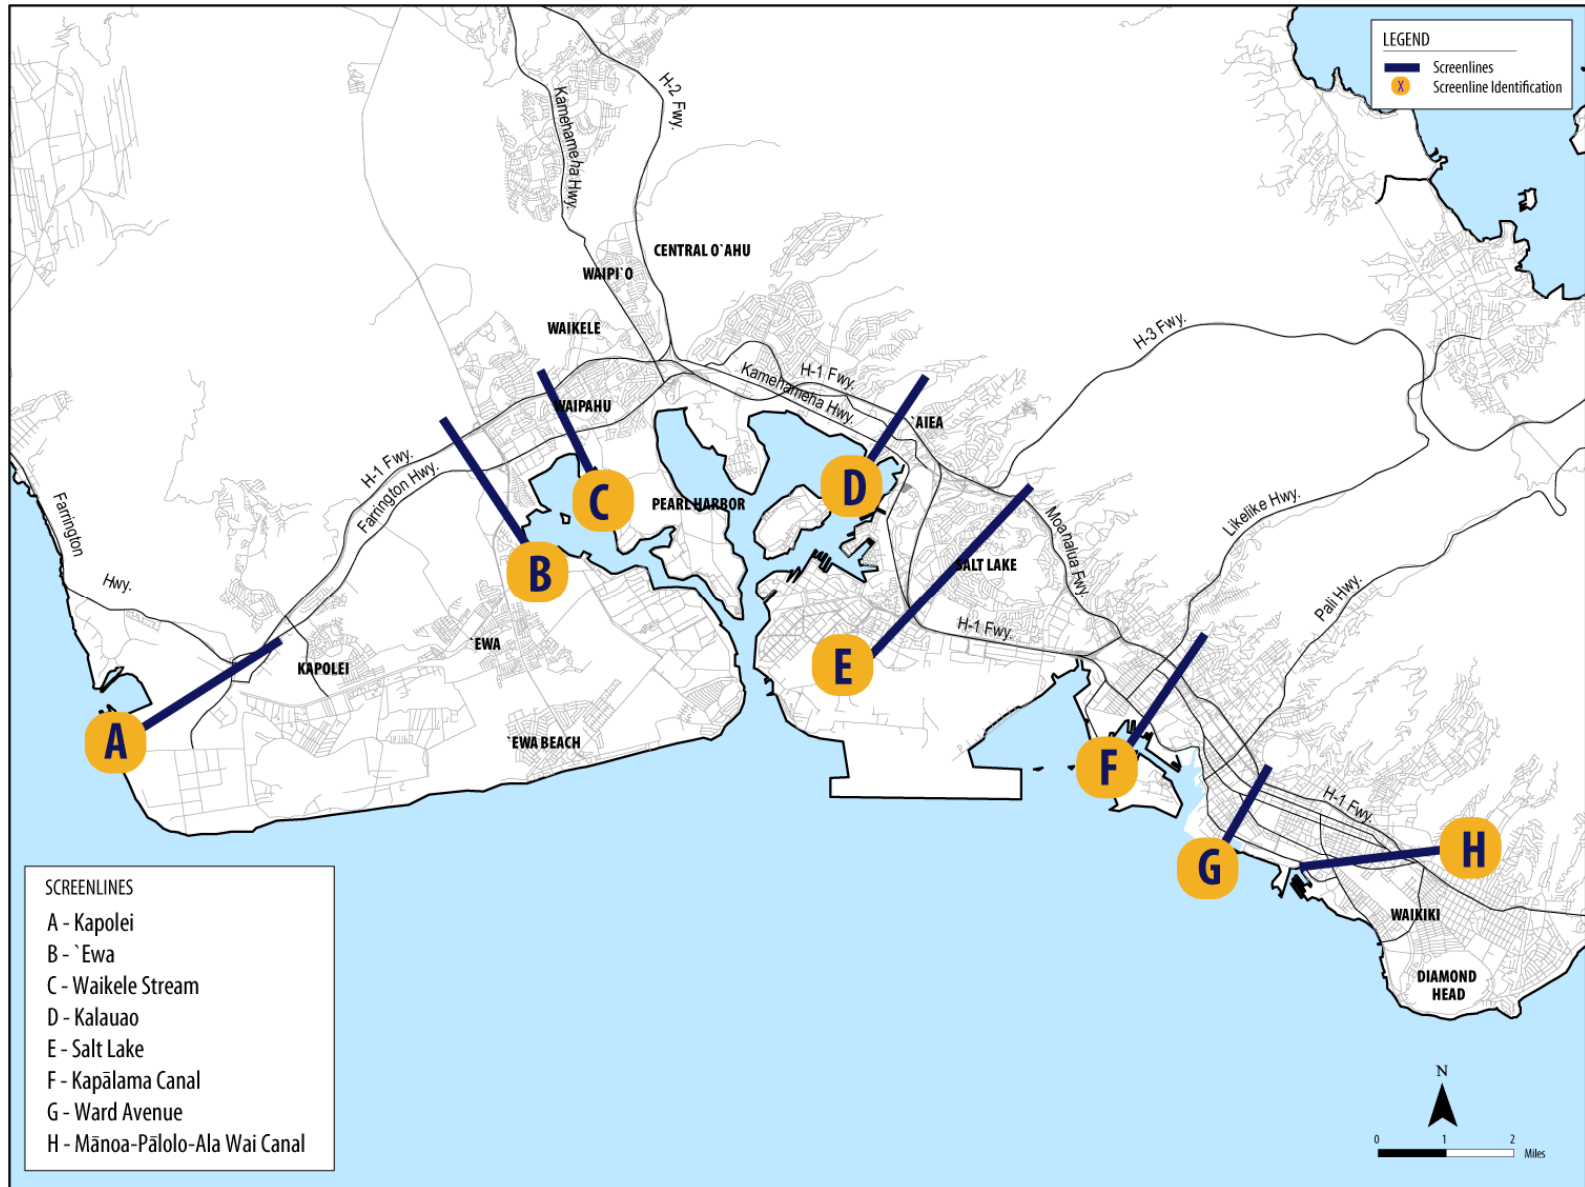 LEGEND
Screenlines
X Screenline Identification
H-2 Fwy.
Kamehameha Hwy.
CENTRAL O`AHU
WAIPI`O
WAIKELE
H-3 Fwy.
H-1 Fwy.
Kamehameha Hwy.
WAIPAHU
`AIEA
H-1 Fwy.
Farrington Hwy.
D
C
PEARL HARBOR
Likelike Hwy.
Moanalua Fwy.
Farrington
Hwy.
B
SALT LAKE
Pali Hwy.
H-1 Fwy.
`EWA
KAPOLEI
E
A
`EWA BEACH
F
H-1 Fwy.
G
H
WAIKIKI
DIAMOND
HEAD
SCREENLINES
A - Kapolei
B - `Ewa
C - Waikele Stream
D - Kalauao
E - Salt Lake
F - Kapālama Canal
G - Ward Avenue
H - Mānoa-Pālolo-Ala Wai Canal
N
0 1 2
Miles